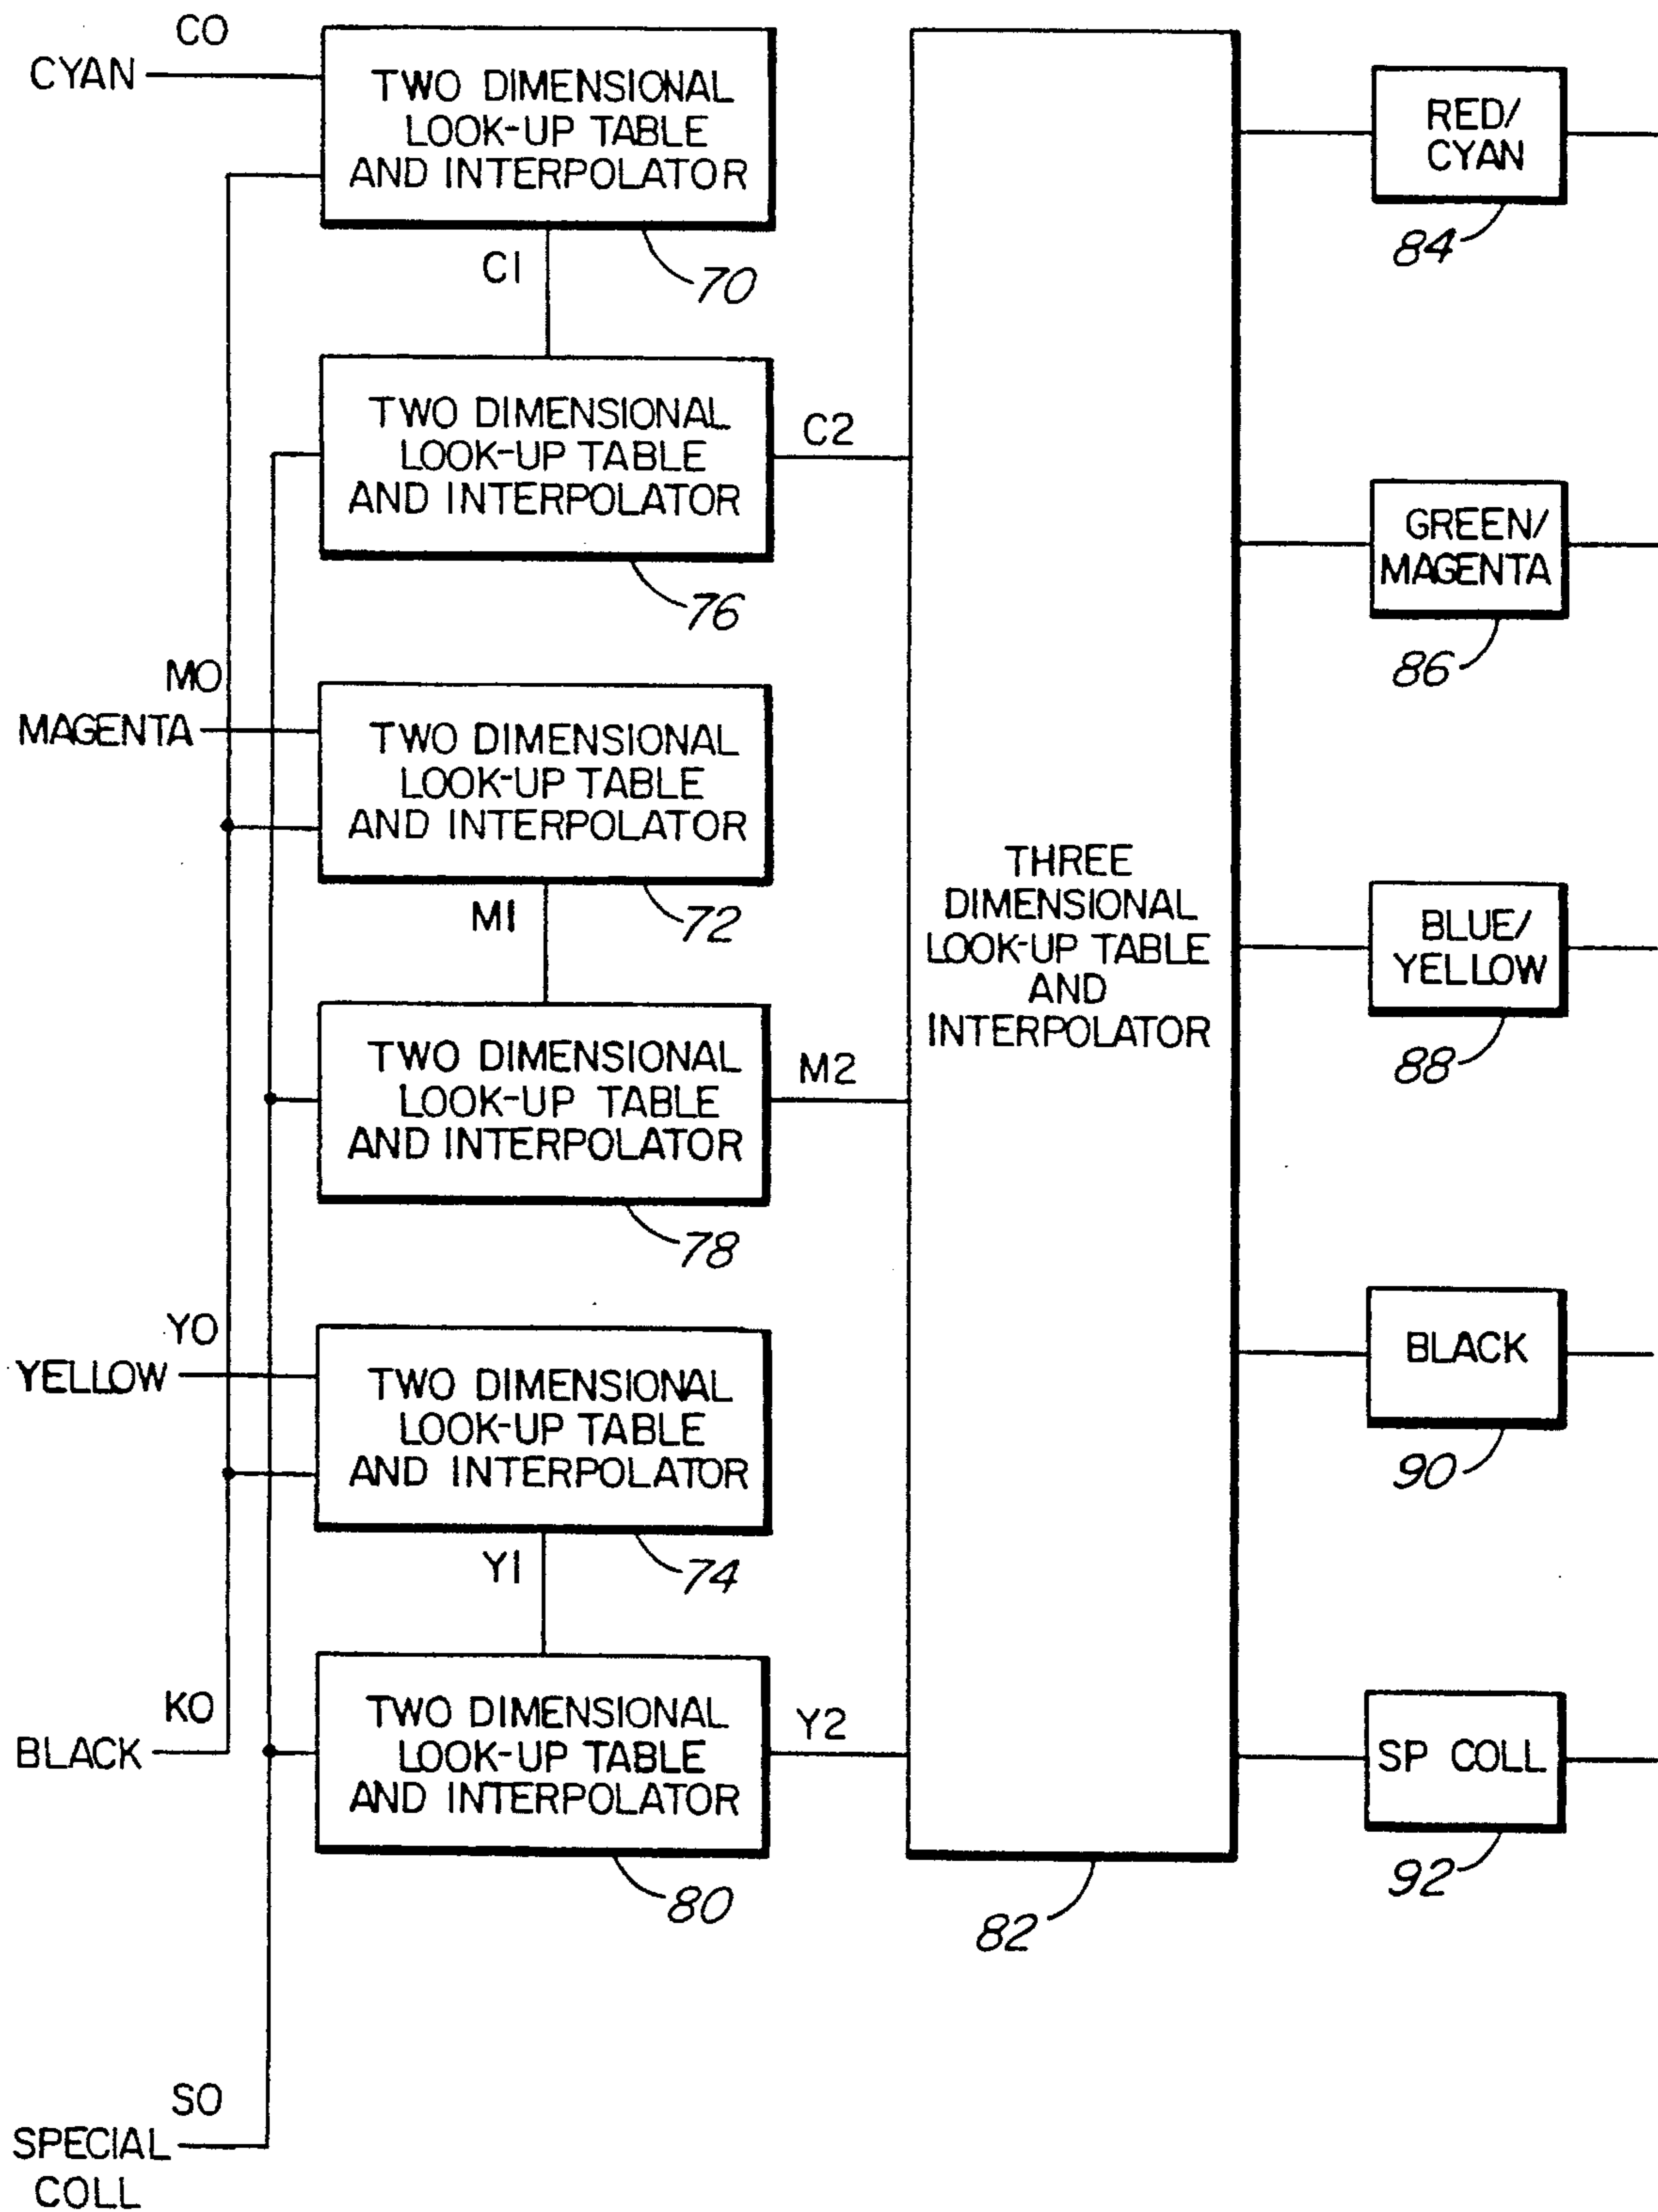 CO
CYAN
TWO DIMENSIONAL
LOOK-UP TABLE
AND INTERPOLATOR
C1
70
TWO DIMENSIONAL
LOOK-UP TABLE
AND INTERPOLATOR
C2
76
MO
MAGENTA
TWO DIMENSIONAL
LOOK-UP TABLE
AND INTERPOLATOR
M1
72
TWO DIMENSIONAL
LOOK-UP TABLE
AND INTERPOLATOR
M2
78
YO
YELLOW
TWO DIMENSIONAL
LOOK-UP TABLE
AND INTERPOLATOR
Y1
74
KO
BLACK
TWO DIMENSIONAL
LOOK-UP TABLE
AND INTERPOLATOR
Y2
80
SO
SPECIAL
COLL
THREE
DIMENSIONAL
LOOK-UP TABLE
AND
INTERPOLATOR
82
RED/
CYAN
84
GREEN/
MAGENTA
86
BLUE/
YELLOW
88
BLACK
90
SP COLL
92